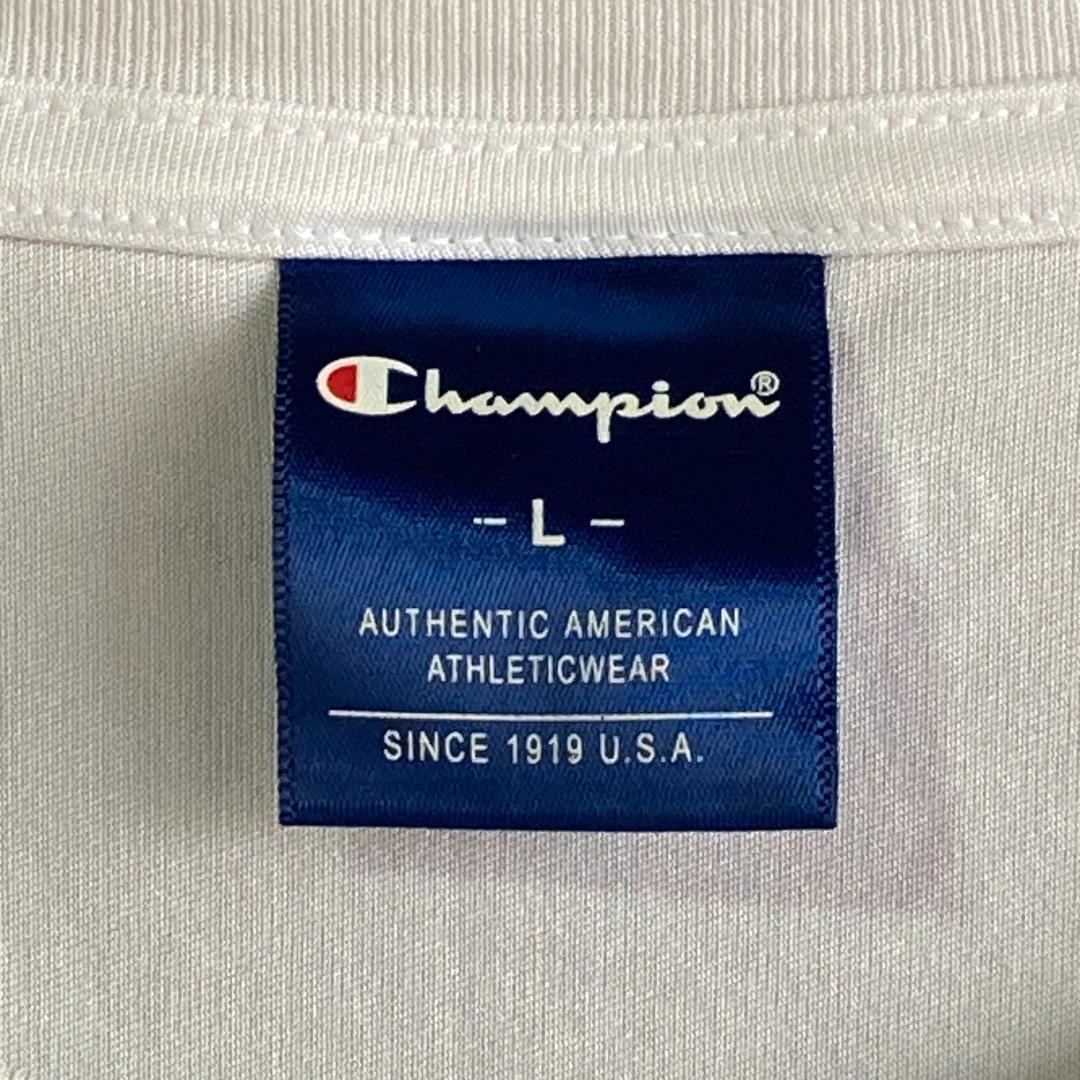 Champion®
- L -
AUTHENTIC AMERICAN
ATHLETICWEAR
SINCE 1919 U.S.A.